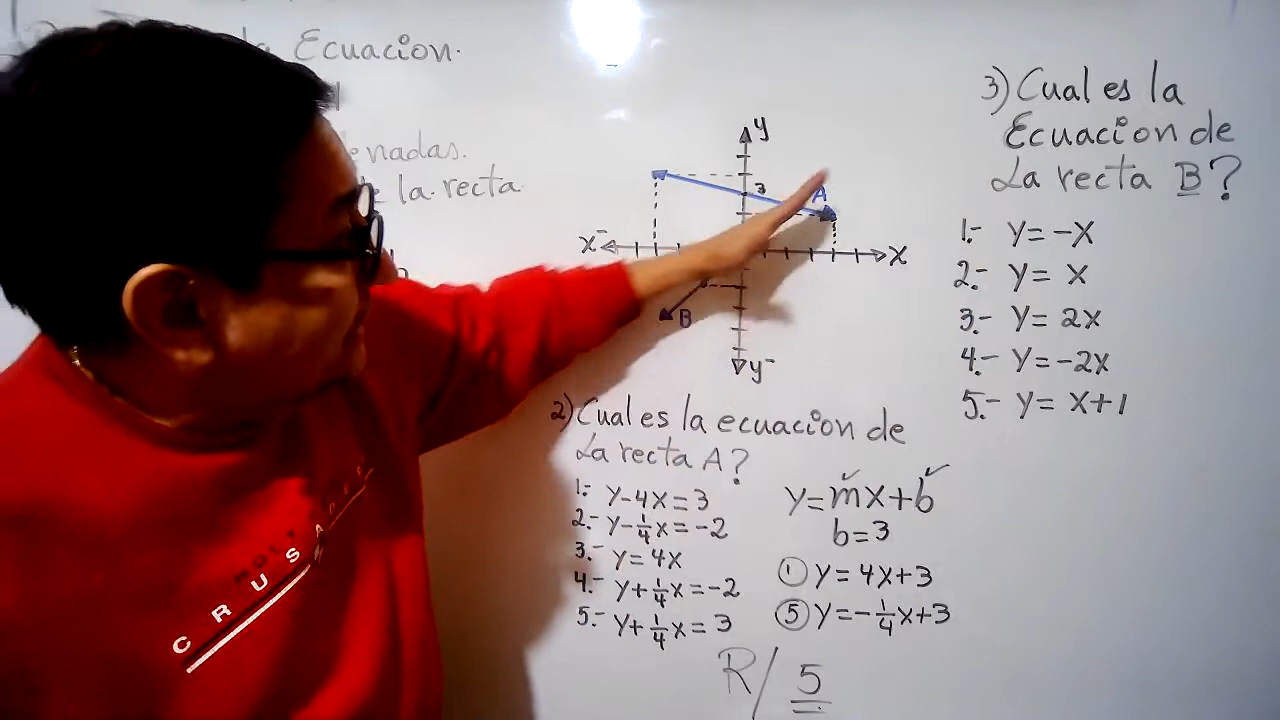 la Ecuacion.
la recta
y
3
A
x⁻
x
B
y⁻
2) Cual es la ecuacion de
La recta A?
1.- y-4x=3
2.- y-1/4x=-2
3.- y=4x
4.- y+1/4x=-2
5.- y+1/4x=3
y=mx+b
b=3
① y=4x+3
⑤ y=-1/4x+3
R/ 5
3) Cual es la
Ecuacion de
La recta B?
1.- y=-x
2.- y= x
3.- y= 2x
4.- y=-2x
5.- y= x+1
CRUSADER